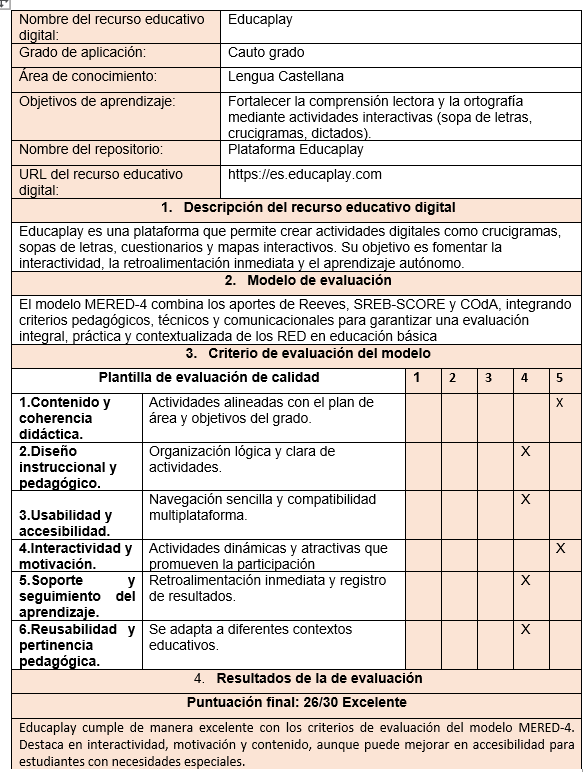 Nombre del recurso educativo digital: Educaplay
Grado de aplicación: Cauto grado
Área de conocimiento: Lengua Castellana
Objetivos de aprendizaje: Fortalecer la comprensión lectora y la ortografía
mediante actividades interactivas (sopa de letras,
crucigramas, dictados).
Nombre del repositorio: Plataforma Educaplay
URL del recurso educativo digital: https://es.educaplay.com
1. Descripción del recurso educativo digital
Educaplay es una plataforma que permite crear actividades digitales como crucigramas,
sopas de letras, cuestionarios y mapas interactivos. Su objetivo es fomentar la
interactividad, la retroalimentación inmediata y el aprendizaje autónomo.
2. Modelo de evaluación
El modelo MERED-4 combina los aportes de Reeves, SREB-SCORE y COdA, integrando
criterios pedagógicos, técnicos y comunicacionales para garantizar una evaluación
integral, práctica y contextualizada de los RED en educación básica
3. Criterio de evaluación del modelo
Plantilla de evaluación de calidad 1 2 3 4 5
1.Contenido y
coherencia
didáctica.
Actividades alineadas con el plan de
área y objetivos del grado.
X
2.Diseño
instruccional y
pedagógico.
Organización lógica y clara de
actividades.
X
3.Usabilidad y
accesibilidad.
Navegación sencilla y compatibilidad
multiplataforma.
X
4.Interactividad y
motivación.
Actividades dinámicas y atractivas que
promueven la participación
X
5.Soporte y
seguimiento del
aprendizaje.
Retroalimentación inmediata y registro
de resultados.
X
6.Reusabilidad y
pertinencia
pedagógica.
Se adapta a diferentes contextos
educativos.
X
4. Resultados de la de evaluación
Puntuación final: 26/30 Excelente
Educaplay cumple de manera excelente con los criterios de evaluación del modelo MERED-4.
Destaca en interactividad, motivación y contenido, aunque puede mejorar en accesibilidad para
estudiantes con necesidades especiales.